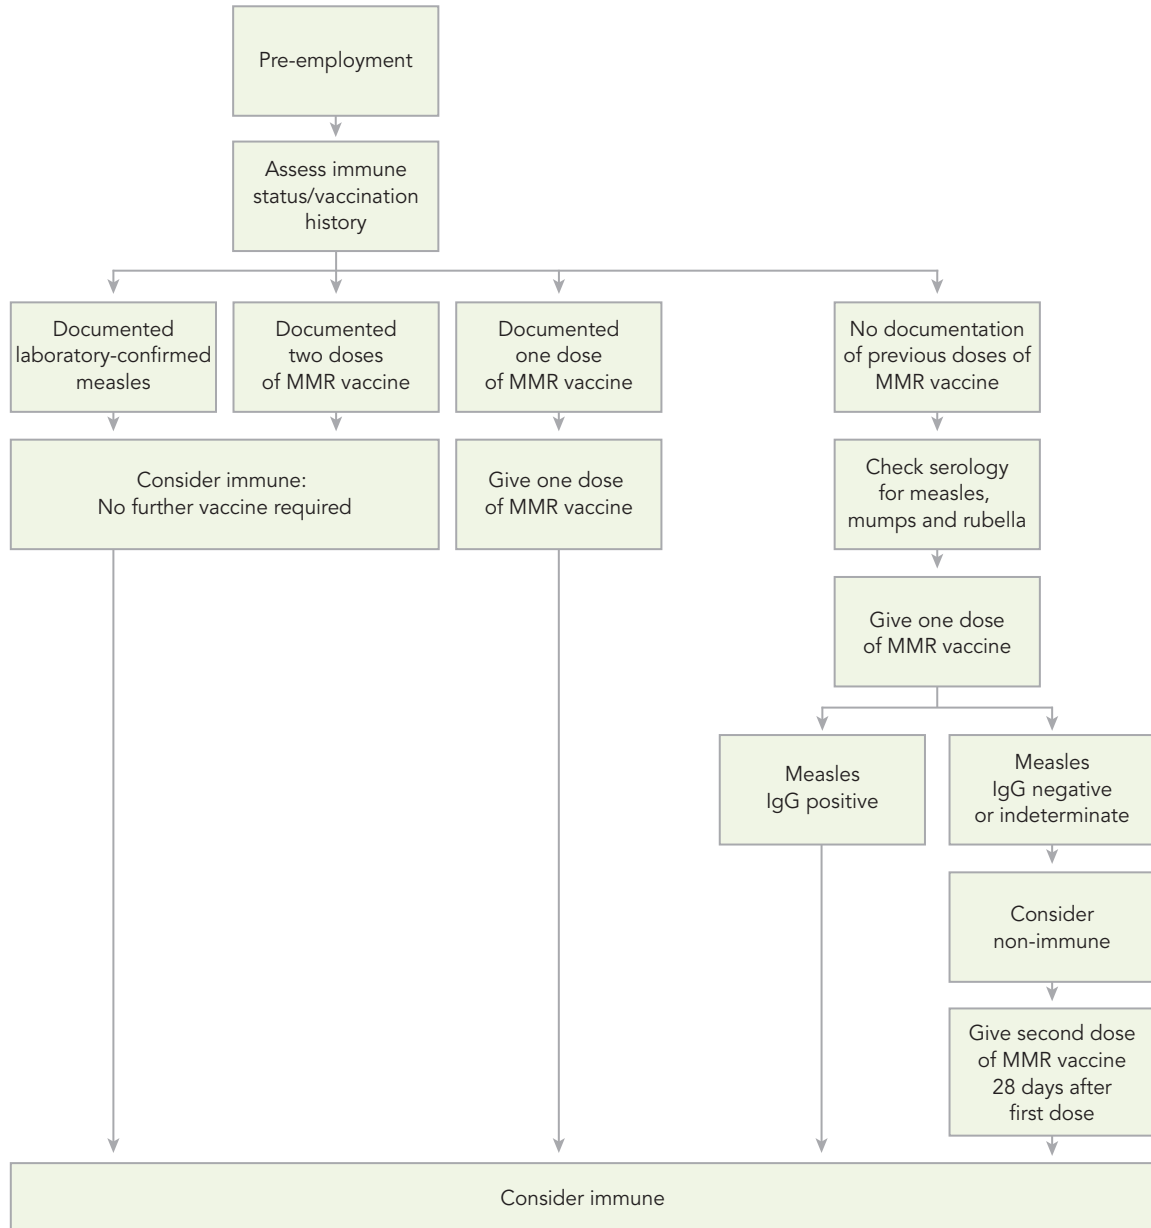 Pre-employment
Assess immune
status/vaccination
history
Documented
laboratory-confirmed
measles
Documented
two doses
of MMR vaccine
Documented
one dose
of MMR vaccine
No documentation
of previous doses of
MMR vaccine
Consider immune:
No further vaccine required
Give one dose
of MMR vaccine
Check serology
for measles,
mumps and rubella
Give one dose
of MMR vaccine
Measles
IgG positive
Measles
IgG negative
or indeterminate
Consider
non-immune
Give second dose
of MMR vaccine
28 days after
first dose
Consider immune